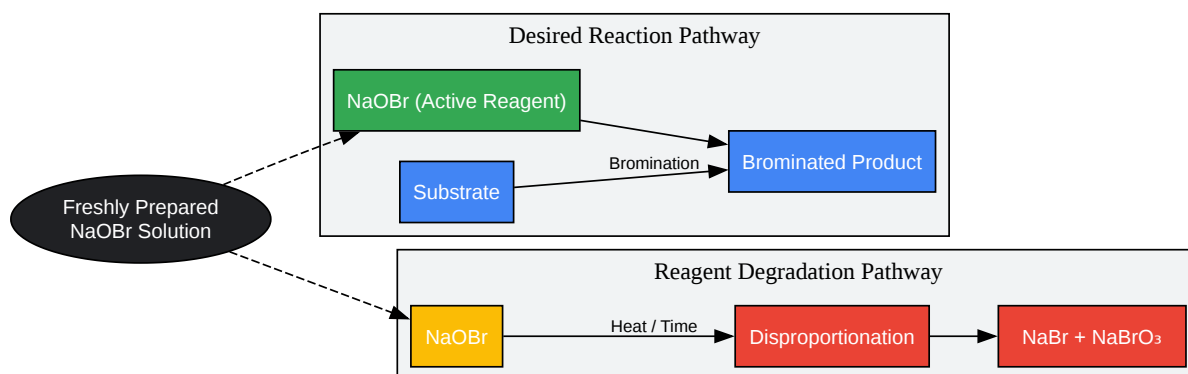 Desired Reaction Pathway
NaOBr (Active Reagent)
Substrate
Bromination
Brominated Product
Freshly Prepared
NaOBr Solution
Reagent Degradation Pathway
NaOBr
Heat / Time
Disproportionation
NaBr + NaBrO₃